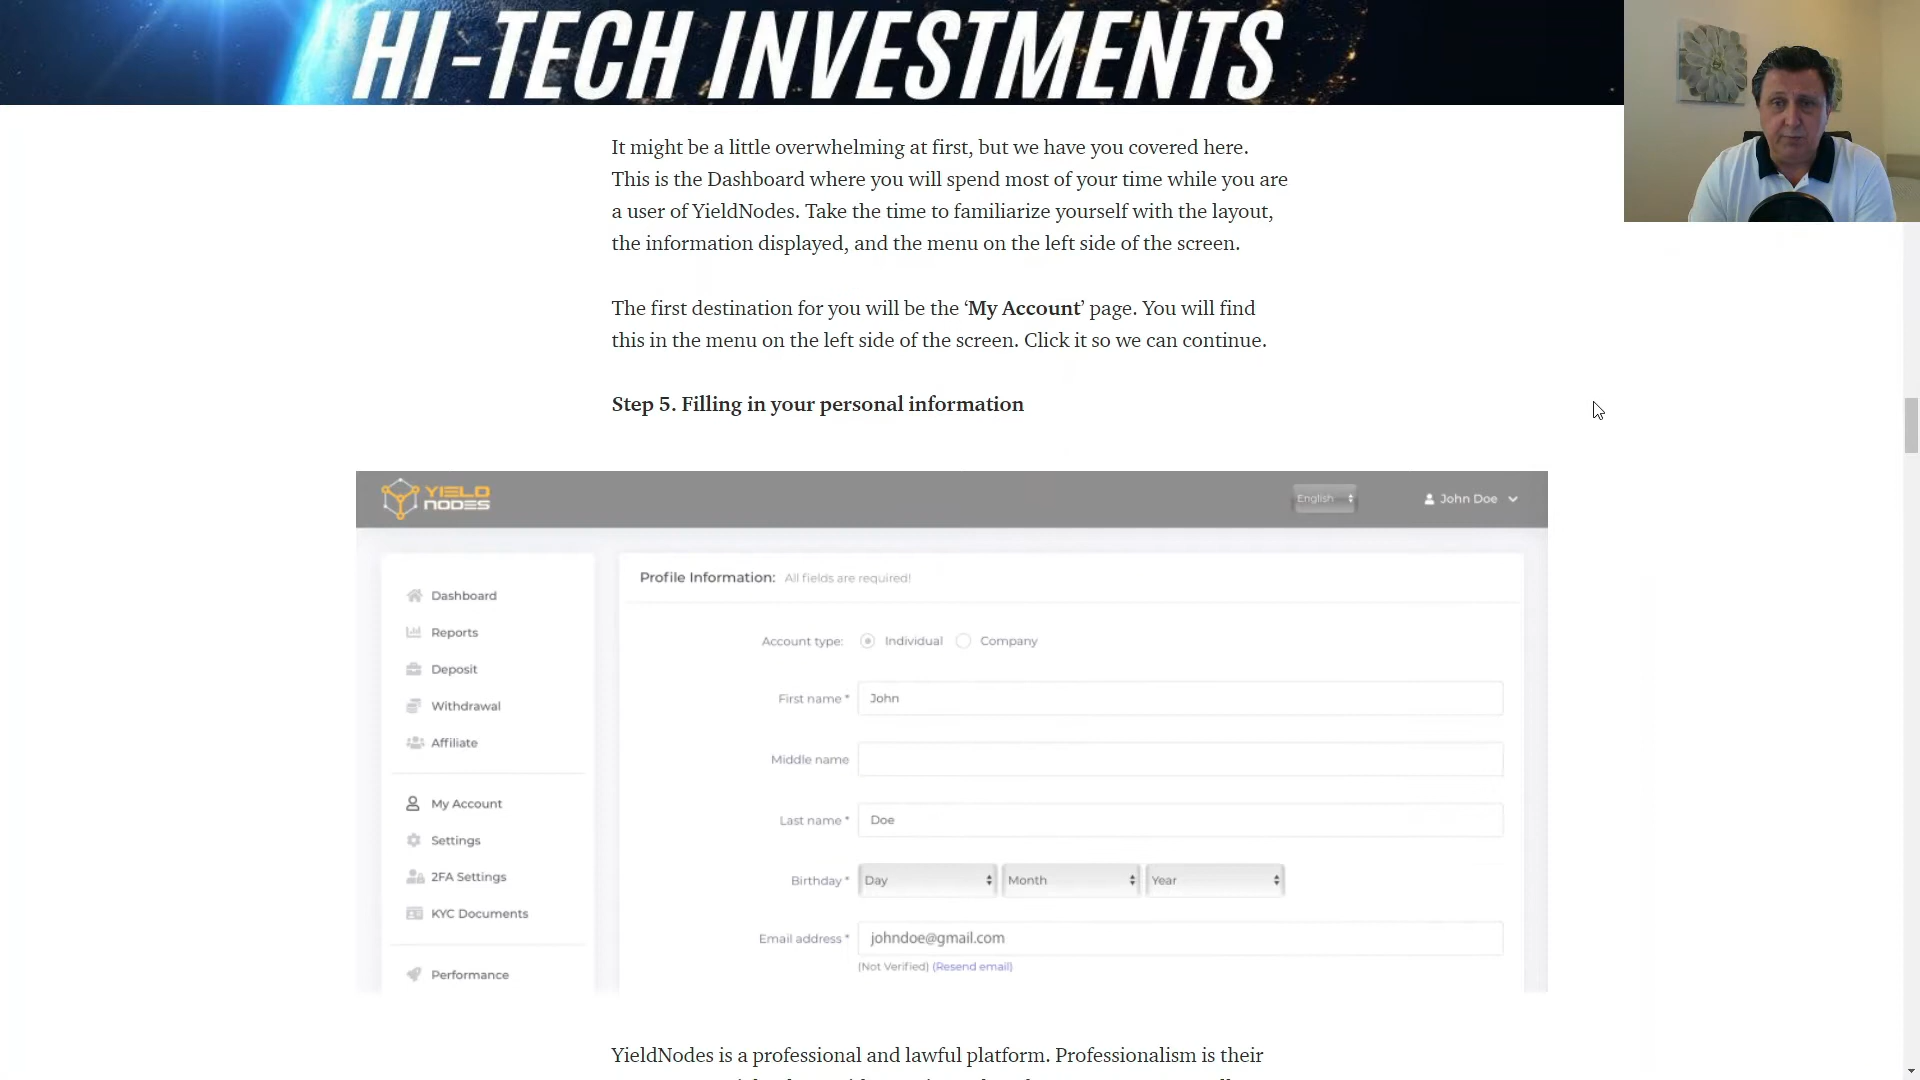 HI-TECH INVESTMENTS
It might be a little overwhelming at first, but we have you covered here.
This is the Dashboard where you will spend most of your time while you are
a user of YieldNodes. Take the time to familiarize yourself with the layout,
the information displayed, and the menu on the left side of the screen.
The first destination for you will be the ‘My Account’ page. You will find
this in the menu on the left side of the screen. Click it so we can continue.
Step 5. Filling in your personal information
YIELD
NODES
English
John Doe
Dashboard
Reports
Deposit
Withdrawal
Affiliate
My Account
Settings
2FA Settings
KYC Documents
Performance
Profile Information: All fields are required!
Account type: Individual Company
First name * John
Middle name
Last name * Doe
Birthday * Day Month Year
Email address * johndoe@gmail.com
(Not Verified) (Resend email)
YieldNodes is a professional and lawful platform. Professionalism is their